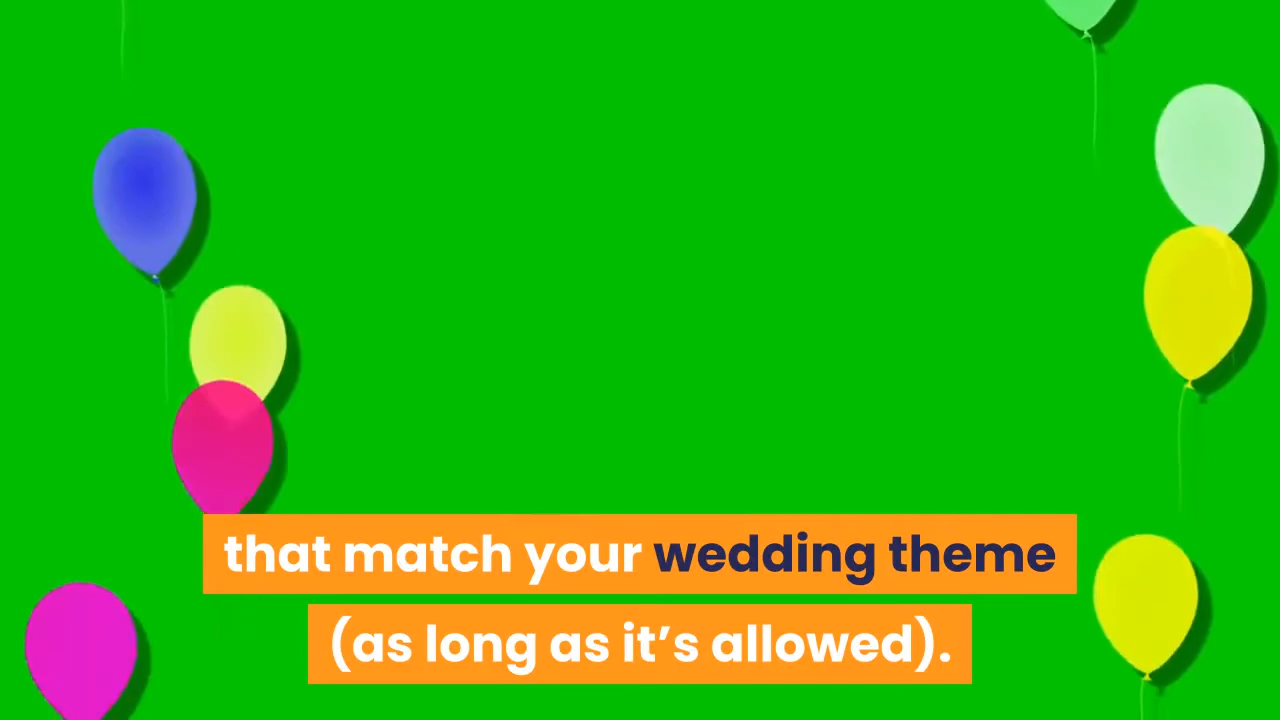 that match your wedding theme
(as long as it’s allowed).